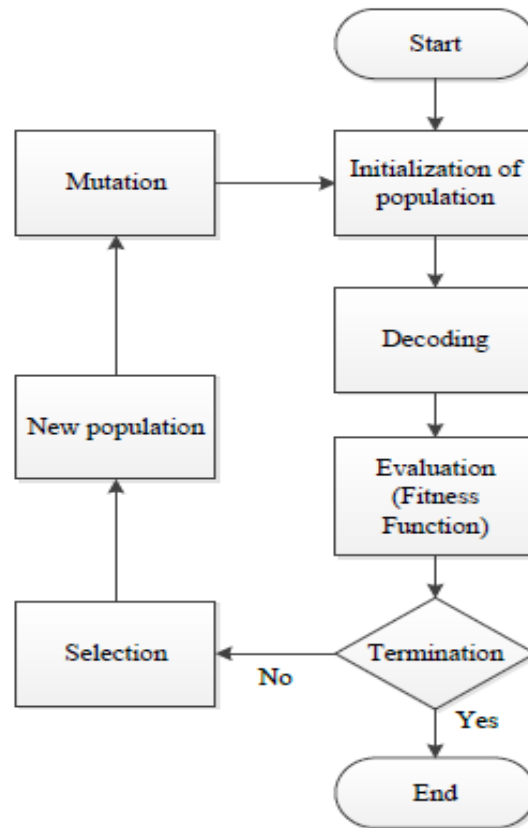 Start
Initialization of
population
Mutation
Decoding
New population
Evaluation
(Fitness
Function)
Termination
Selection
No
Yes
End